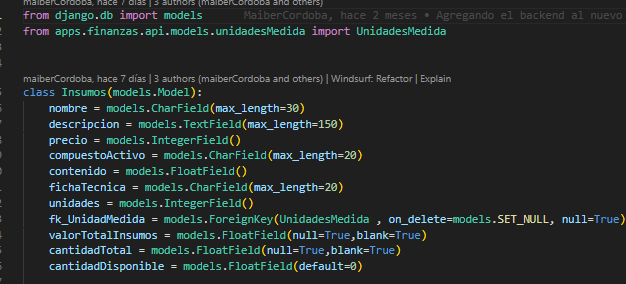 maiberCordoba, hace 7 días | 3 authors (maiberCordoba and others)
from django.db import models MaiberCordoba, hace 2 meses • Agregando el backend al nuevo
2 from apps.finanzas.api.models.unidadesMedida import UnidadesMedida
3
4
maiberCordoba, hace 7 días | 3 authors (maiberCordoba and others) | Windsurf: Refactor | Explain
class Insumos(models.Model):
nombre = models.CharField(max_length=30)
descripcion = models.TextField(max_length=150)
precio = models.IntegerField()
compuestoActivo = models.CharField(max_length=20)
contenido = models.FloatField()
fichaTecnica = models.CharField(max_length=20)
unidades = models.IntegerField()
fk_UnidadMedida = models.ForeignKey(UnidadesMedida , on_delete=models.SET_NULL, null=True)
valorTotalInsumos = models.FloatField(null=True,blank=True)
cantidadTotal = models.FloatField(null=True,blank=True)
cantidadDisponible = models.FloatField(default=0)